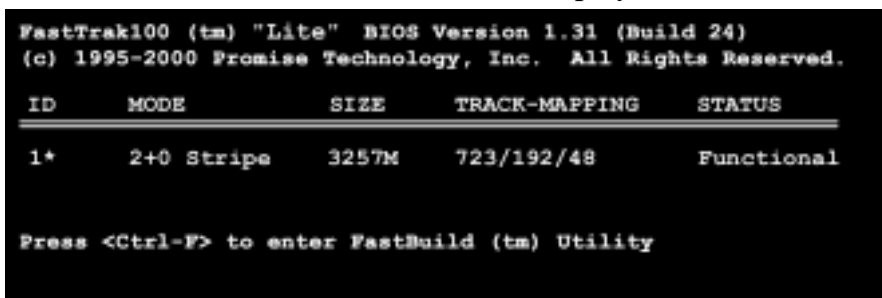 FastTrak100 (tm) "Lite" BIOS Version 1.31 (Build 24)
(c) 1995-2000 Promise Technology, Inc. All Rights Reserved.
ID MODE SIZE TRACK-MAPPING STATUS
1* 2+0 Stripe 3257M 723/192/48 Functional
Press <Ctrl-F> to enter FastBuild (tm) Utility